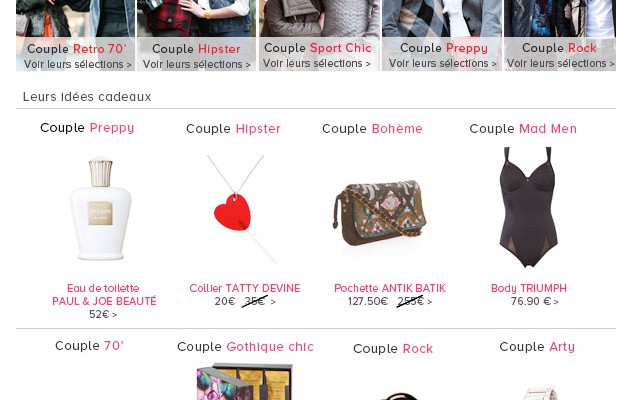 Couple Retro 70'
Voir leurs sélections >
Couple Hipster
Voir leurs sélections >
Couple Sport Chic
Voir leurs sélections >
Couple Preppy
Voir leurs sélections >
Couple Rock
Voir leurs sélections >
Leurs idées cadeaux
Couple Preppy
Couple Hipster
Couple Bohème
Couple Mad Men
Eau de toilette
PAUL & JOE BEAUTÉ
52€ >
Collier TATTY DEVINE
20€ 35€ >
Pochette ANTIK BATIK
127.50€ 255€ >
Body TRIUMPH
76.90 € >
Couple 70'
Couple Gothique chic
Couple Rock
Couple Arty